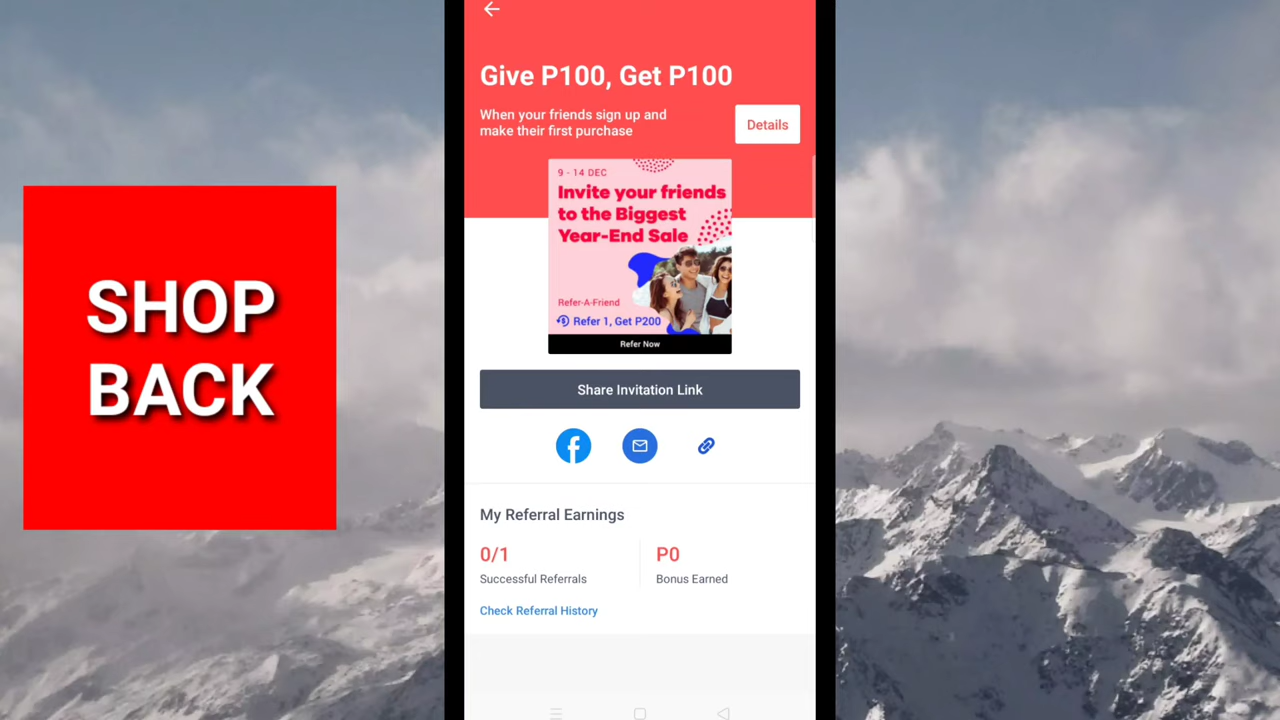 SHOP
BACK
Give P100, Get P100
When your friends sign up and
make their first purchase
Details
9 - 14 DEC
Invite your friends
to the Biggest
Year-End Sale
Refer-A-Friend
Refer 1, Get P200
Refer Now
Share Invitation Link
My Referral Earnings
0/1
Successful Referrals
P0
Bonus Earned
Check Referral History